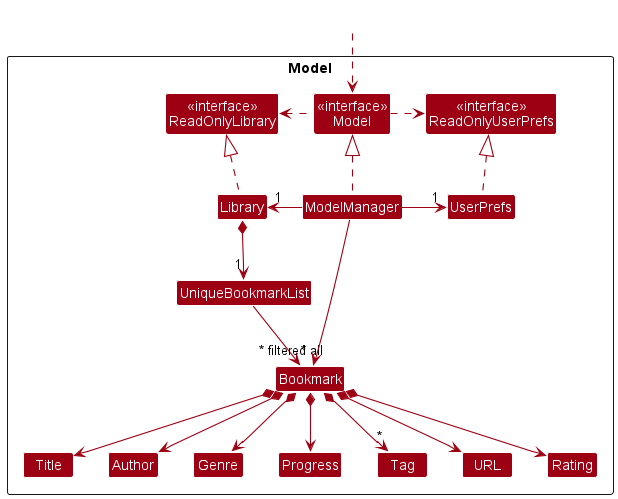 Model
«interface»
ReadOnlyLibrary
«interface»
Model
«interface»
ReadOnlyUserPrefs
Library
1
ModelManager
1
UserPrefs
1
UniqueBookmarkList
* filtered
* all
Bookmark
*
Title
Author
Genre
Progress
Tag
URL
Rating